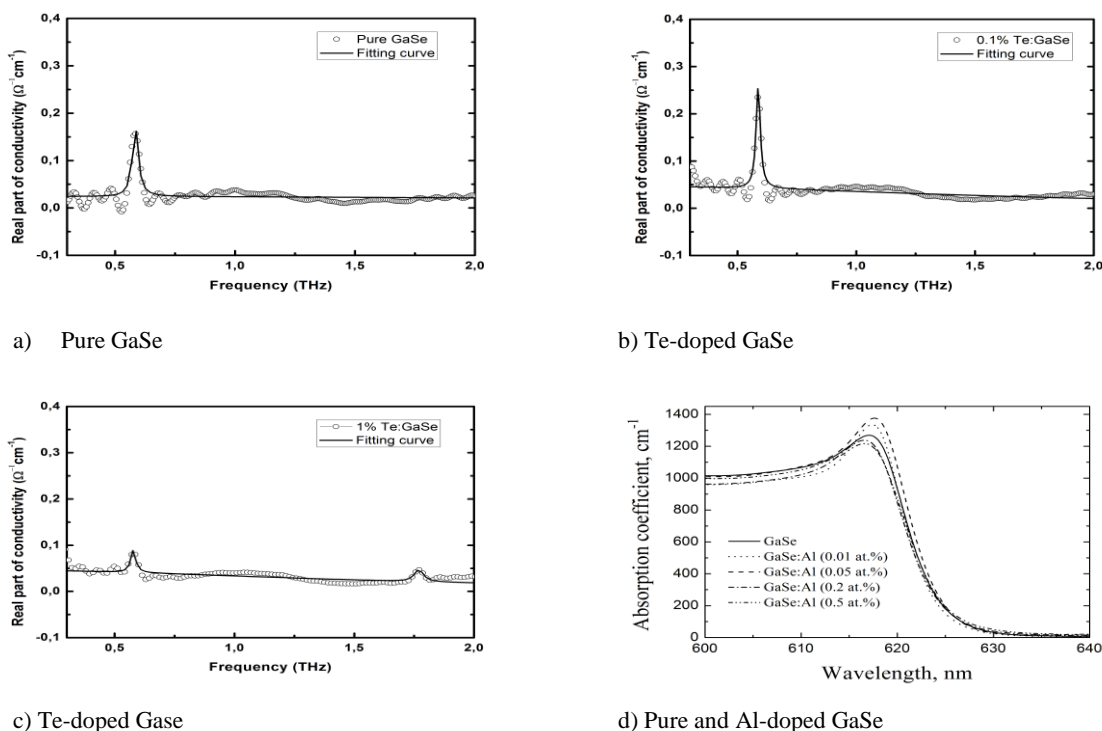 0,4
0,3
0,2
0,1
0,0
-0,1
Real part of conductivity (Ω⁻¹cm⁻¹)
Pure GaSe
Fitting curve
0,5 1,0 1,5 2,0
Frequency (THz)
a) Pure GaSe
0,4
0,3
0,2
0,1
0,0
-0,1
Real part of conductivity (Ω⁻¹cm⁻¹)
0.1% Te:GaSe
Fitting curve
0,5 1,0 1,5 2,0
Frequency (THz)
b) Te-doped GaSe
0,4
0,3
0,2
0,1
0,0
-0,1
Real part of conductivity (Ω⁻¹cm⁻¹)
1% Te:GaSe
Fitting curve
0,5 1,0 1,5 2,0
Frequency (THz)
c) Te-doped Gase
1400
1200
1000
800
600
400
200
0
Absorption coefficient, cm⁻¹
GaSe
GaSe:Al (0.01 at.%)
GaSe:Al (0.05 at.%)
GaSe:Al (0.2 at.%)
GaSe:Al (0.5 at.%)
600 610 620 630 640
Wavelength, nm
d) Pure and Al-doped GaSe